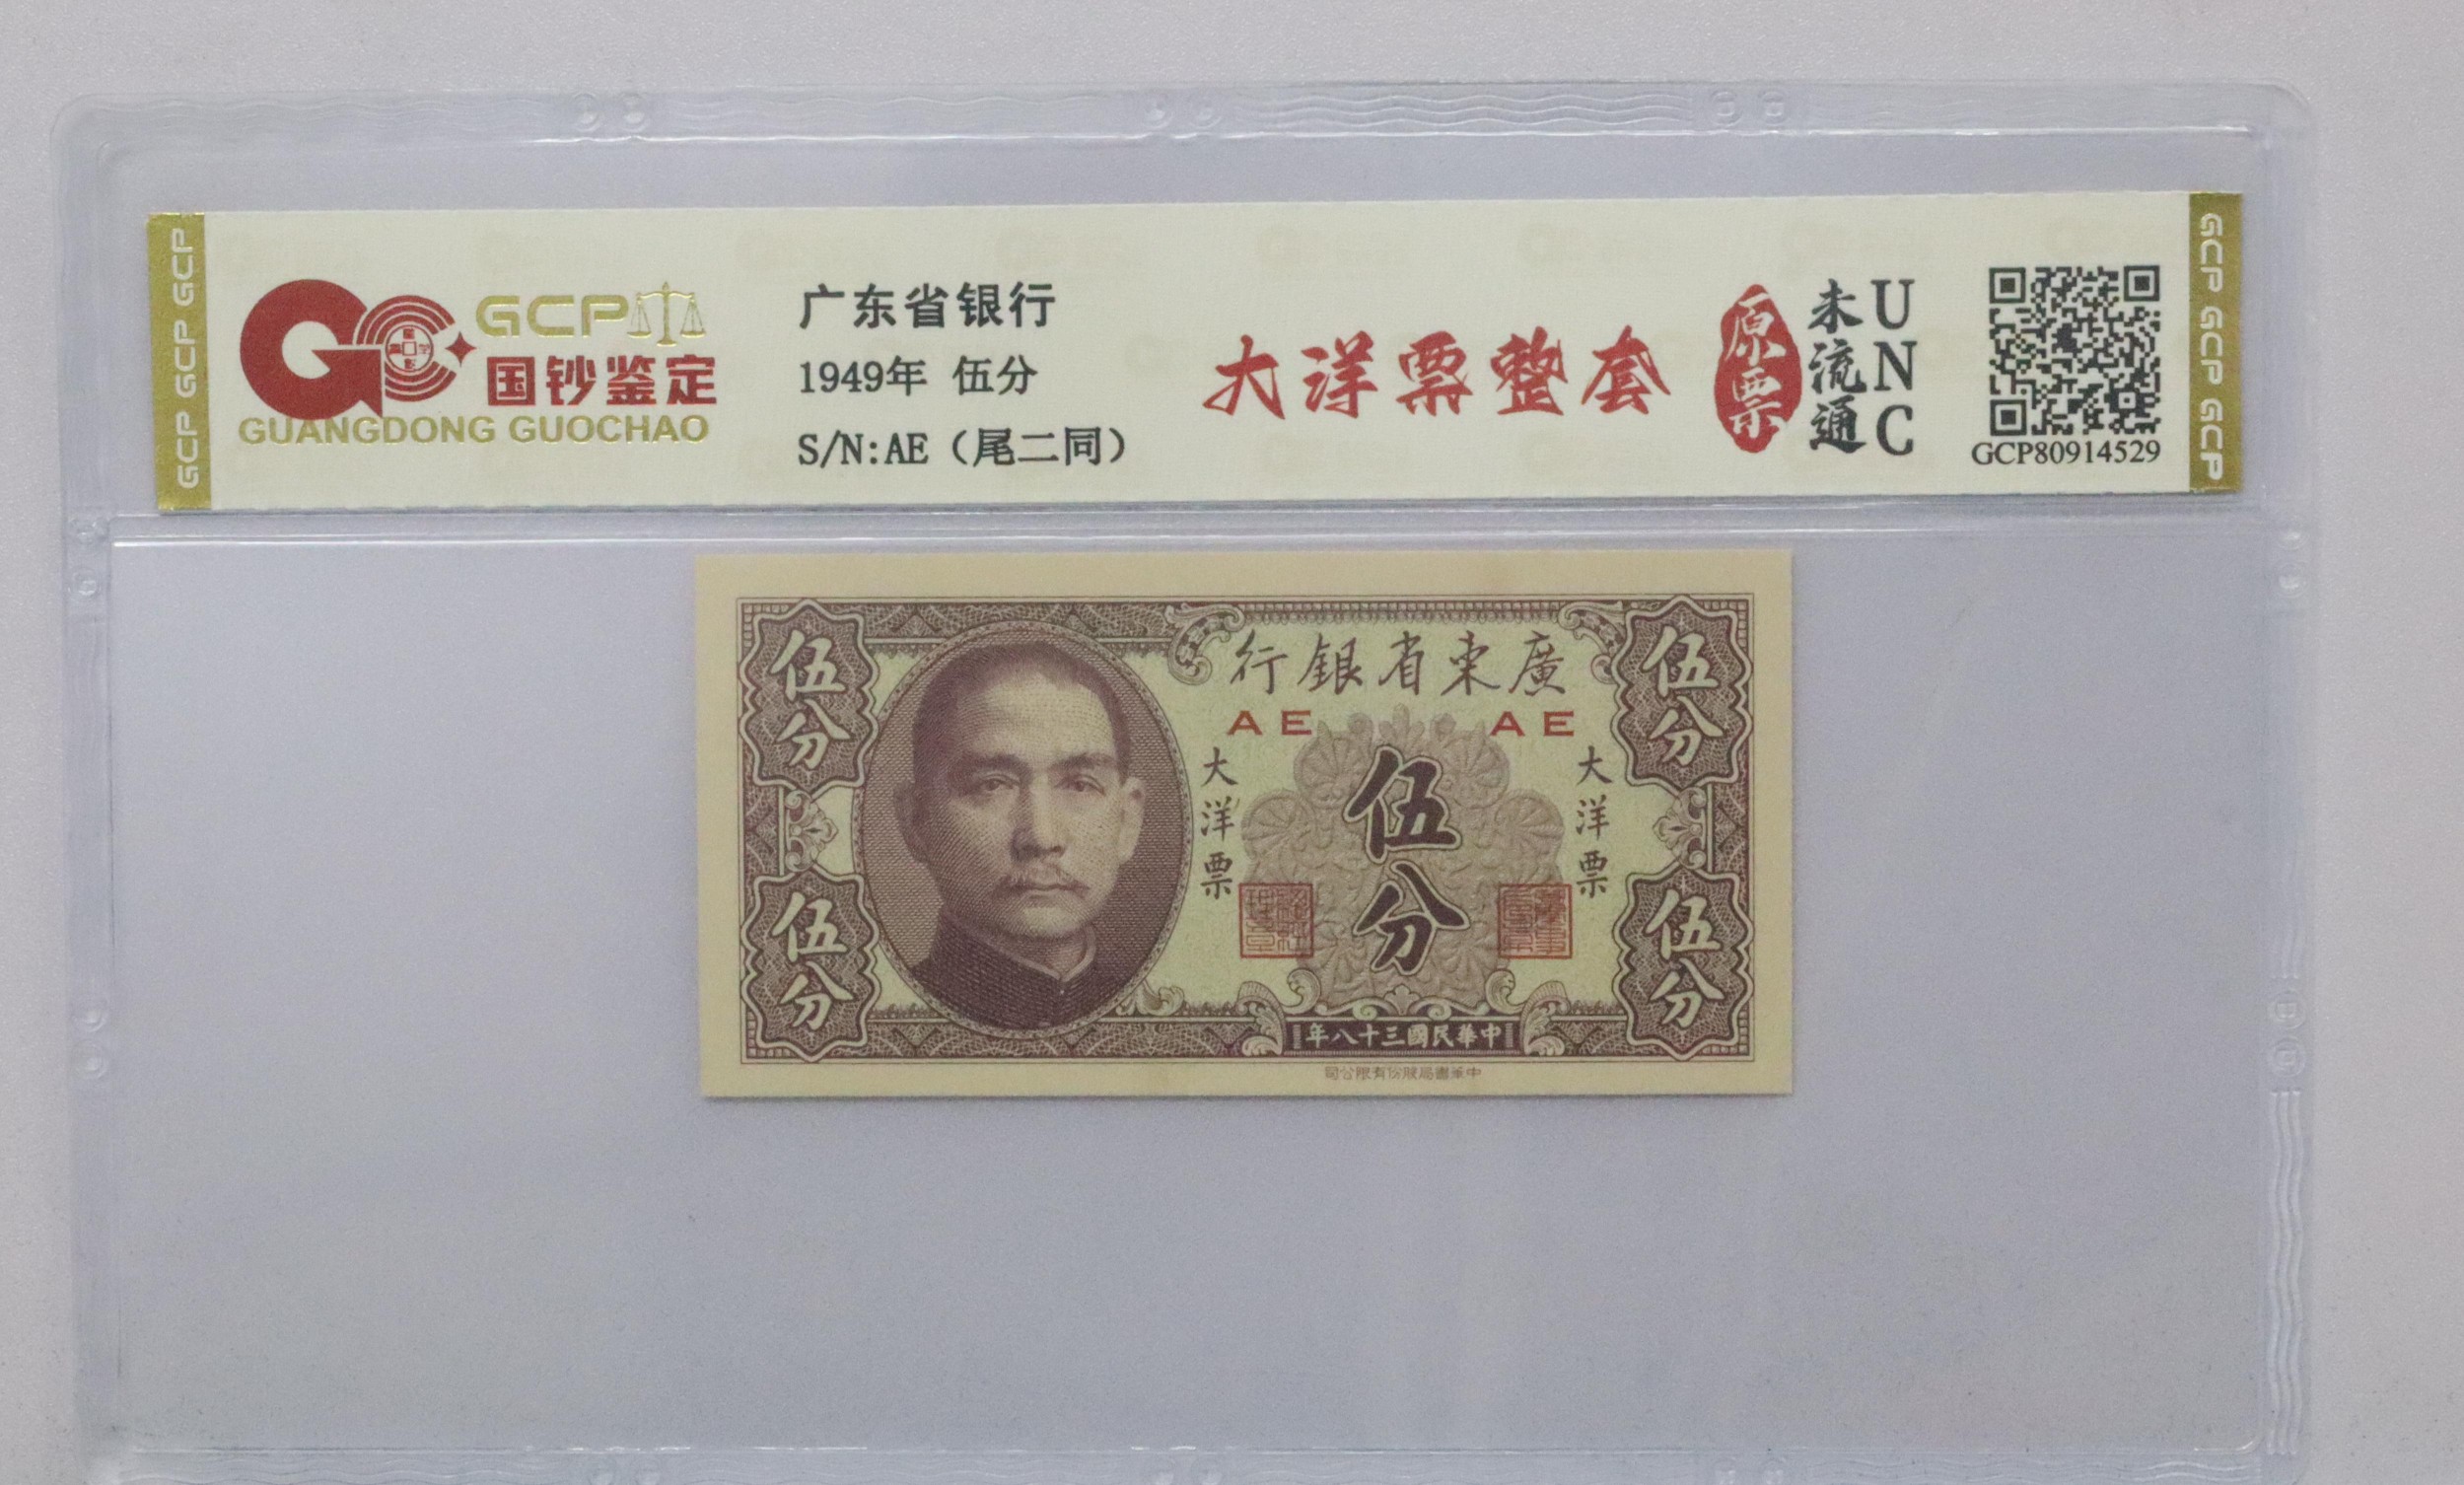 GCP GCP GCP
GCP
国钞鉴定
GUANGDONG GUOCHAO
广东省银行
1949年 伍分
S/N:AE（尾二同）
大洋票整套
原票
未流通
UNC
GCP80914529
GCP GCP GCP
伍分
廣東省銀行
伍分
AE AE
大洋票
伍分
大洋票
伍分
伍分
中華民國三十八年
中華書局股份有限公司